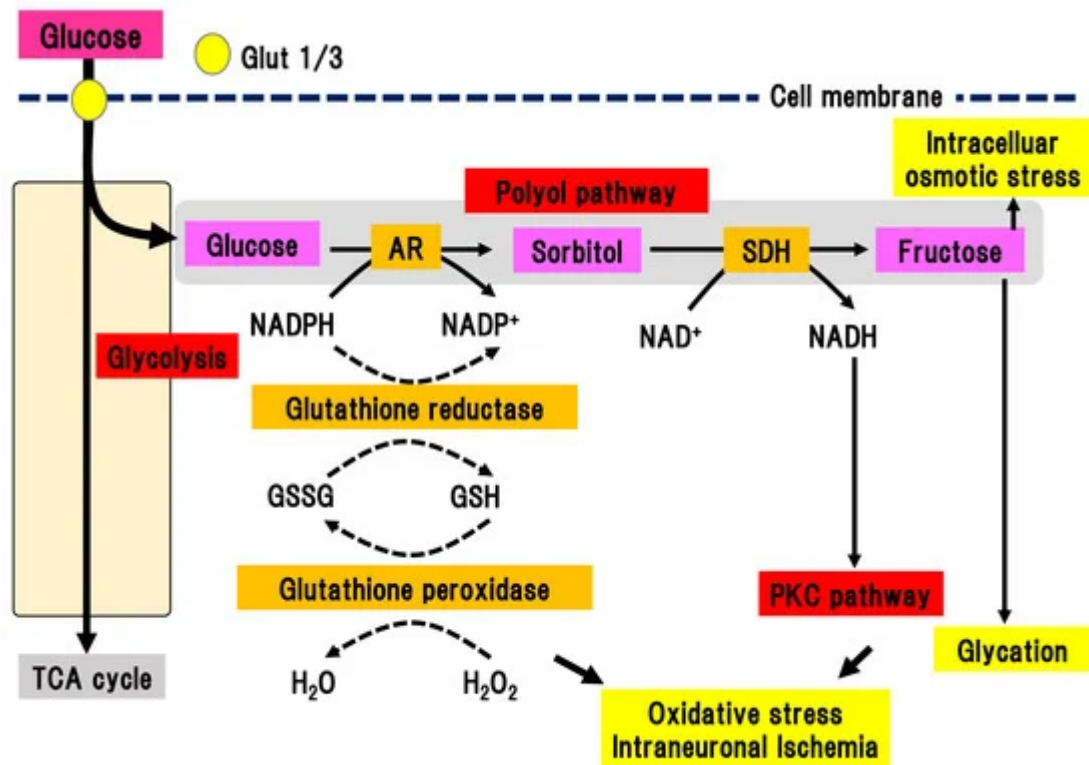 Glucose
Glut 1/3
Cell membrane
Intracelluar
osmotic stress
Polyol pathway
Glucose
AR
Sorbitol
SDH
Fructose
NADPH
NADP⁺
NAD⁺
NADH
Glycolysis
Glutathione reductase
GSSG
GSH
Glutathione peroxidase
PKC pathway
Glycation
TCA cycle
H₂O
H₂O₂
Oxidative stress
Intraneuronal Ischemia